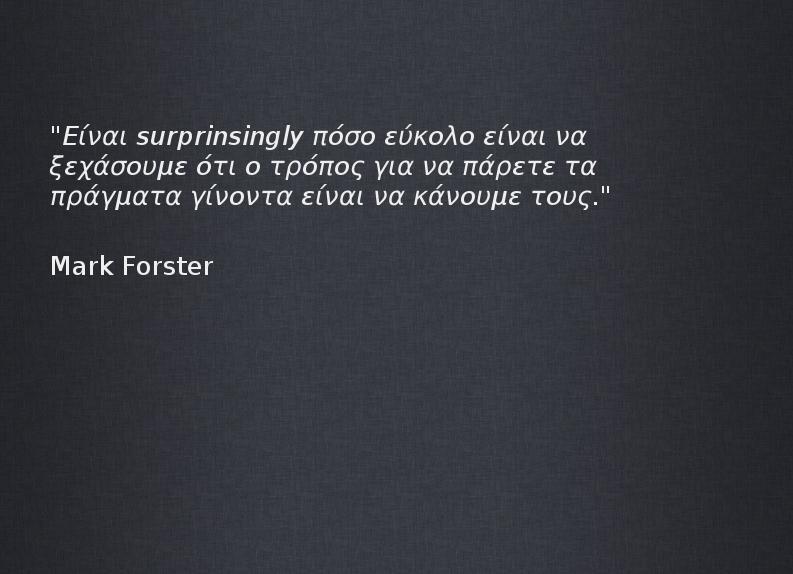 "Είναι surprinsingly πόσο εύκολο είναι να
ξεχάσουμε ότι ο τρόπος για να πάρετε τα
πράγματα γίνοντα είναι να κάνουμε τους."
Mark Forster